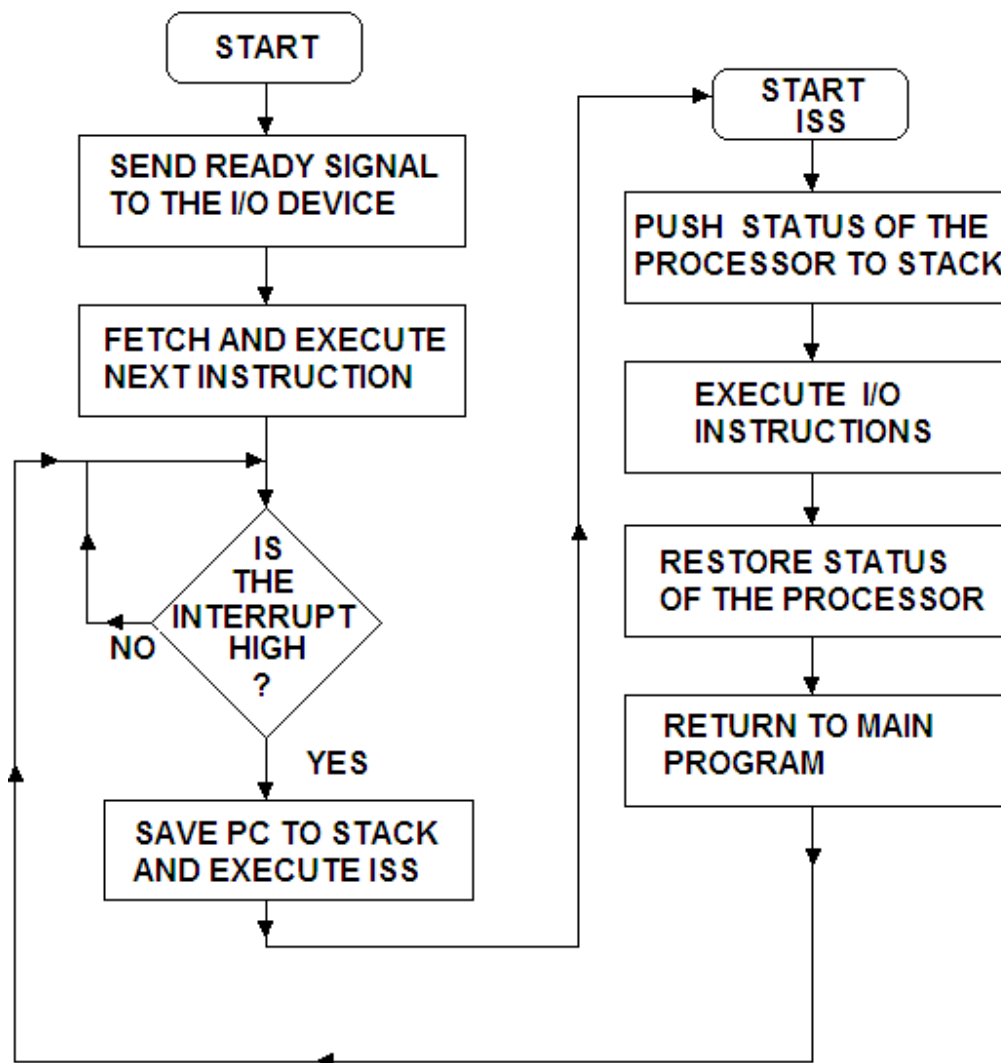 START
SEND READY SIGNAL
TO THE I/O DEVICE
FETCH AND EXECUTE
NEXT INSTRUCTION
IS
THE
INTERRUPT
HIGH
?
NO
YES
SAVE PC TO STACK
AND EXECUTE ISS
START
ISS
PUSH STATUS OF THE
PROCESSOR TO STACK
EXECUTE I/O
INSTRUCTIONS
RESTORE STATUS
OF THE PROCESSOR
RETURN TO MAIN
PROGRAM